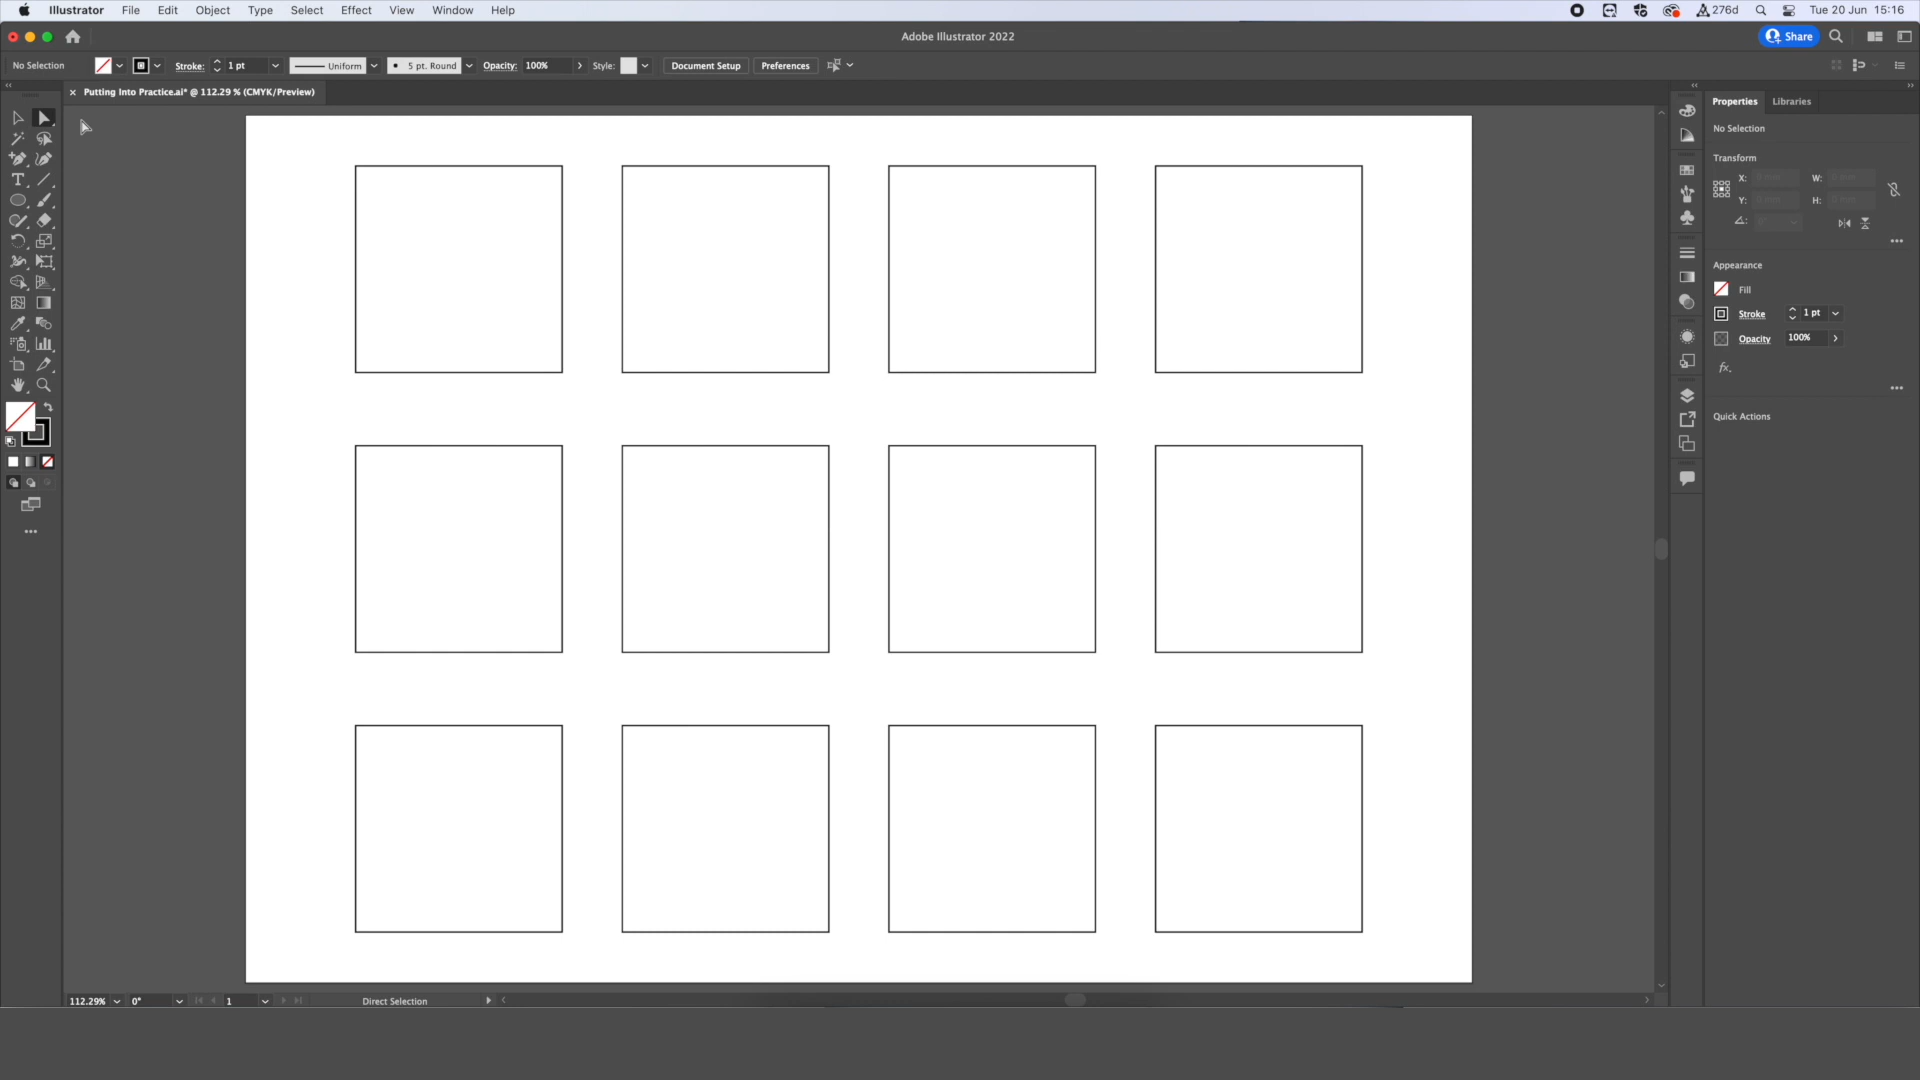 Illustrator File Edit Object Type Select Effect View Window Help 276d Tue 20 Jun 15:16
Adobe Illustrator 2022 Share
No Selection Stroke: 1 pt Uniform 5 pt. Round Opacity: 100% Style: Document Setup Preferences
Putting Into Practice.ai* @ 112.29 % (CMYK/Preview)
Properties Libraries
No Selection
Transform
X: W:
Y: H:
Appearance
Fill
Stroke 1 pt
Opacity 100%
fx.
Quick Actions
112.29% 0° 1 Direct Selection